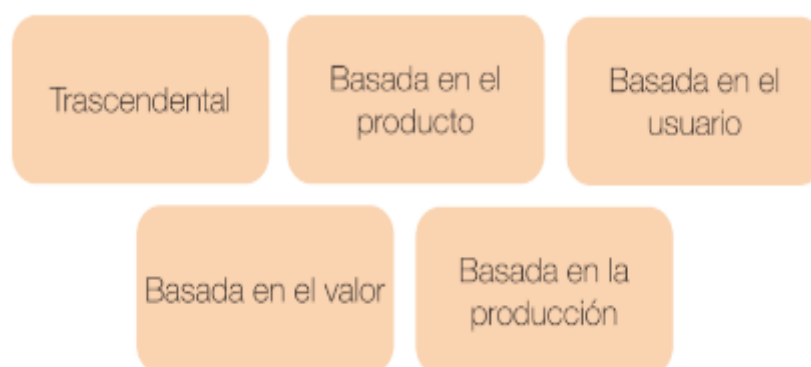 Trascendental
Basada en el
producto
Basada en el
usuario
Basada en el valor
Basada en la
producción